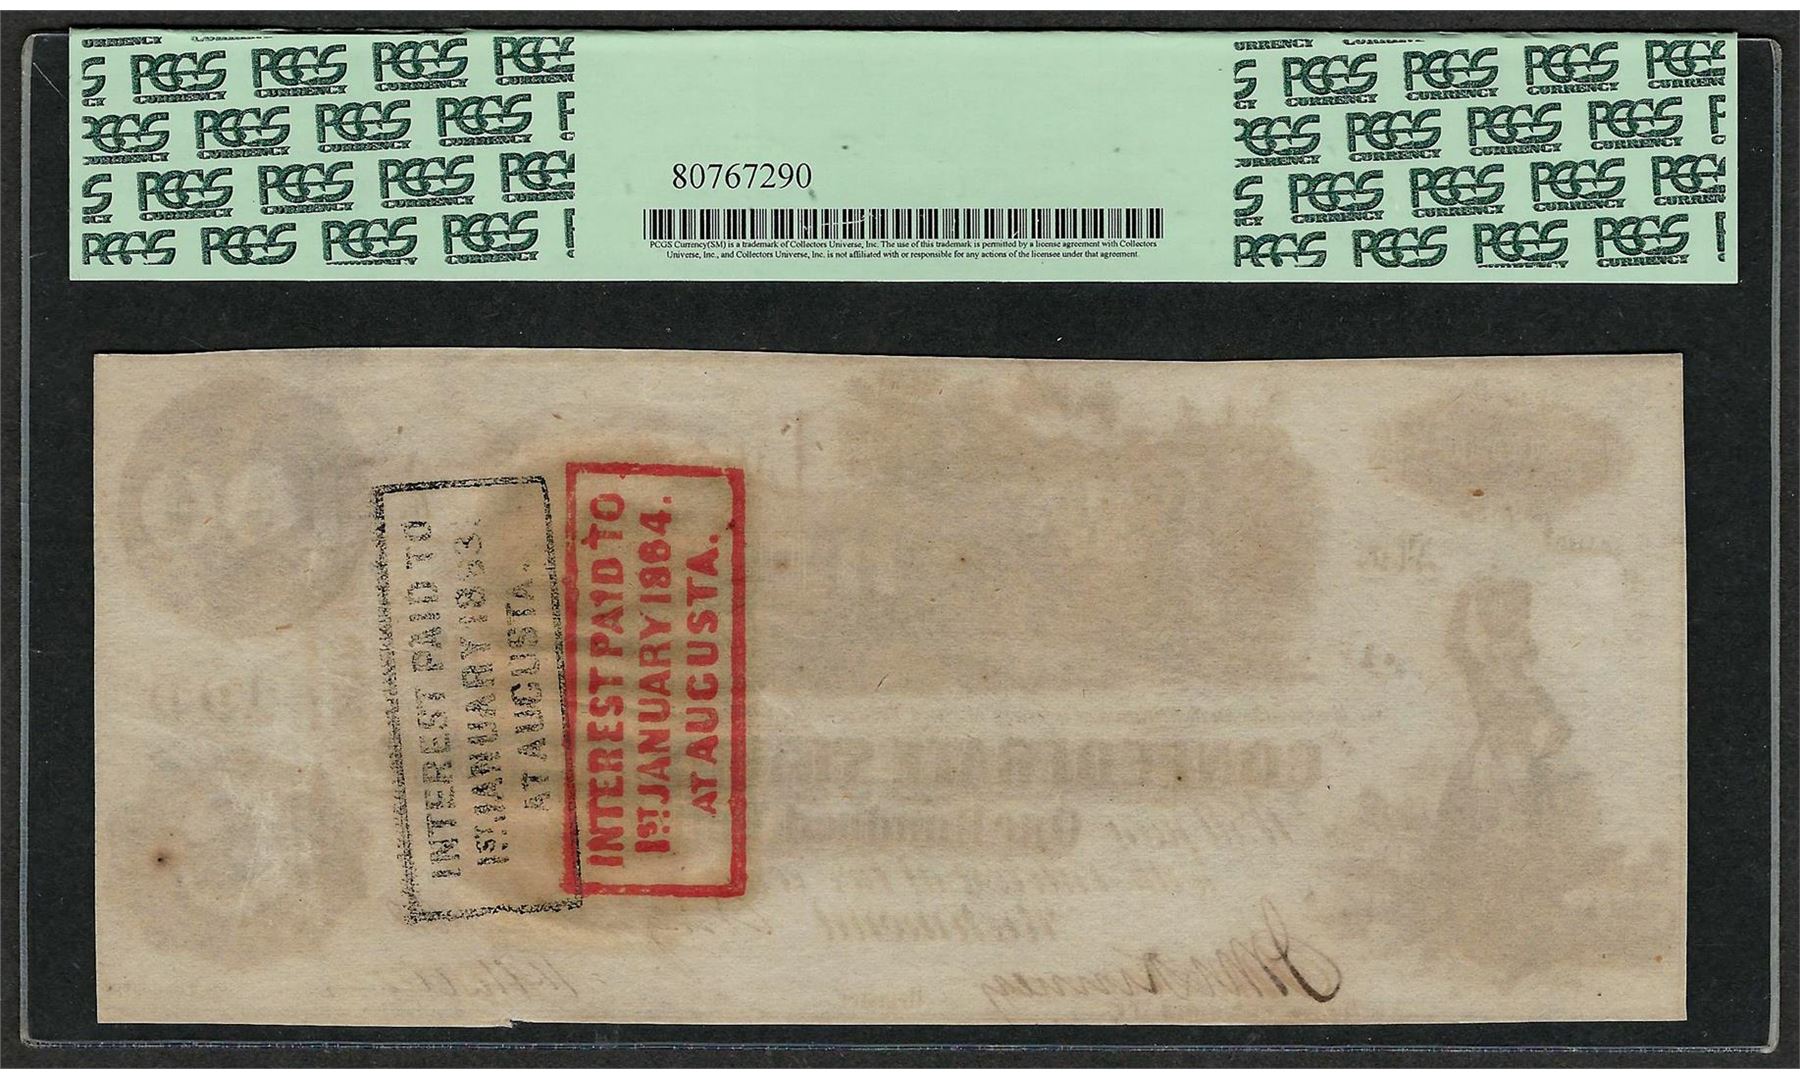 PCGS CURRENCY
80767290
PCGS Currency(SM) is a trademark of Collectors Universe, Inc. The use of this trademark is permitted by a license agreement with Collectors
Universe, Inc., and Collectors Universe, Inc. is not affiliated with or responsible for any actions of the licensee under that agreement.
INTEREST PAID TO
1ST JANUARY 1863.
AT AUGUSTA.
INTEREST PAID TO
1ST JANUARY 1864.
AT AUGUSTA.